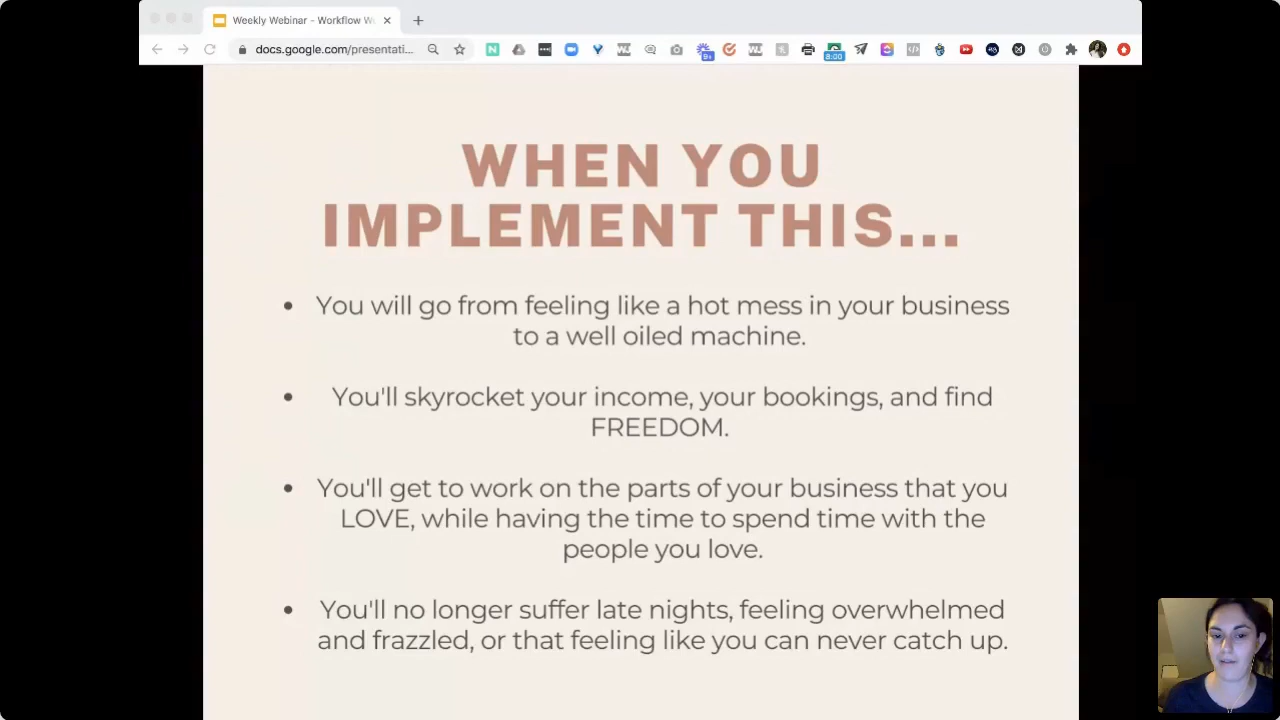 Weekly Webinar - Workflow W
docs.google.com/presentati...
9+
8:00
WHEN YOU
IMPLEMENT THIS...
• You will go from feeling like a hot mess in your business
to a well oiled machine.
• You'll skyrocket your income, your bookings, and find
FREEDOM.
• You'll get to work on the parts of your business that you
LOVE, while having the time to spend time with the
people you love.
• You'll no longer suffer late nights, feeling overwhelmed
and frazzled, or that feeling like you can never catch up.